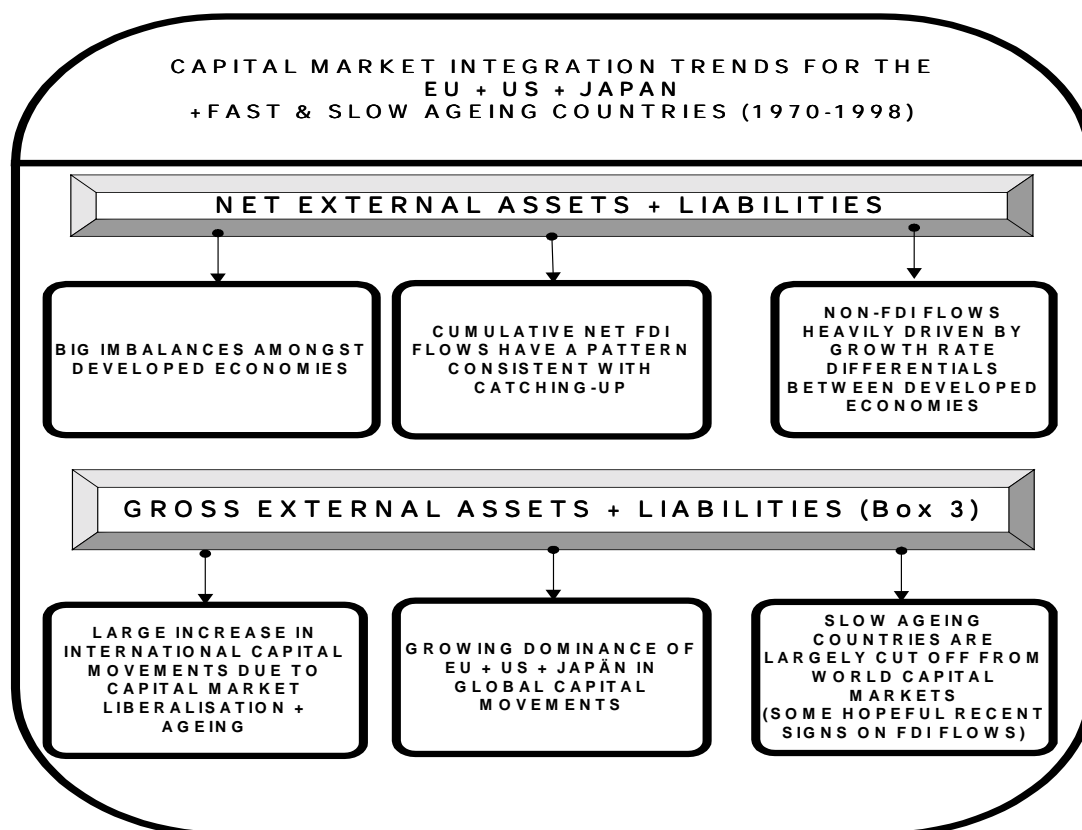 CAPITAL MARKET INTEGRATION TRENDS FOR THE
EU + US + JAPAN
+FAST & SLOW AGEING COUNTRIES (1970-1998)
NET EXTERNAL ASSETS + LIABILITIES
BIG IMBALANCES AMONGST
DEVELOPED ECONOMIES
CUMULATIVE NET FDI
FLOWS HAVE A PATTERN
CONSISTENT WITH
CATCHING-UP
NON-FDI FLOWS
HEAVILY DRIVEN BY
GROWTH RATE
DIFFERENTIALS
BETWEEN DEVELOPED
ECONOMIES
GROSS EXTERNAL ASSETS + LIABILITIES (Box 3)
LARGE INCREASE IN
INTERNATIONAL CAPITAL
MOVEMENTS DUE TO
CAPITAL MARKET
LIBERALISATION +
AGEING
GROWING DOMINANCE OF
EU + US + JAPÄN IN
GLOBAL CAPITAL
MOVEMENTS
SLOW AGEING
COUNTRIES ARE
LARGELY CUT OFF FROM
WORLD CAPITAL
MARKETS
(SOME HOPEFUL RECENT
SIGNS ON FDI FLOWS)